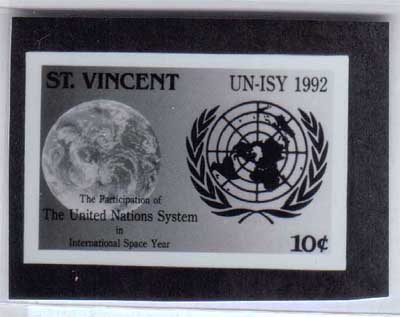 ST. VINCENT
UN-ISY 1992
The Participation of
The United Nations System
in
International Space Year
10¢